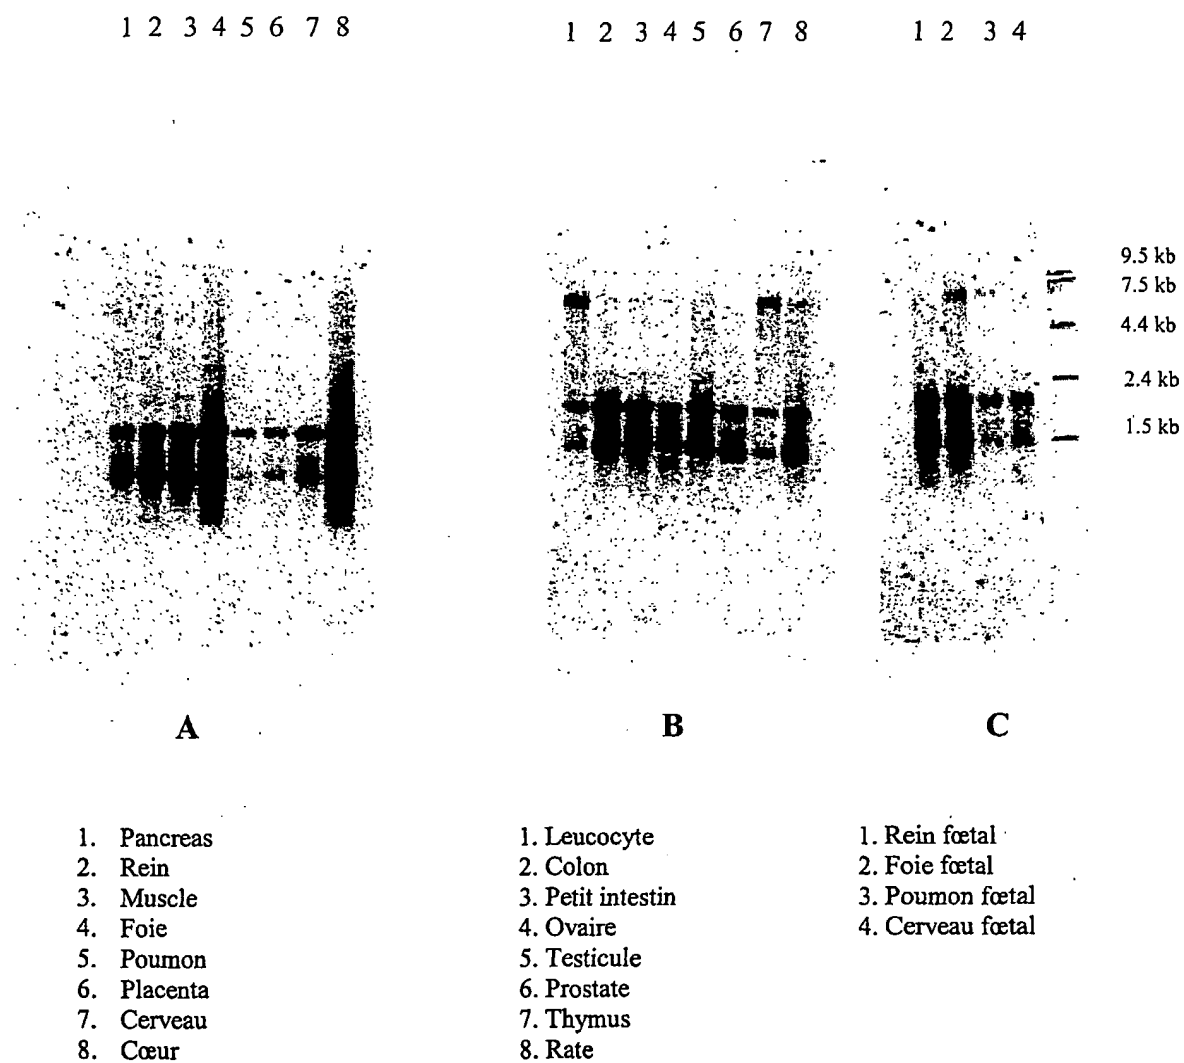 1 2 3 4 5 6 7 8
1 2 3 4 5 6 7 8
1 2 3 4
9.5 kb
7.5 kb
4.4 kb
2.4 kb
1.5 kb
A
B
C
1. Pancreas
2. Rein
3. Muscle
4. Foie
5. Poumon
6. Placenta
7. Cerveau
8. Cœur
1. Leucocyte
2. Colon
3. Petit intestin
4. Ovaire
5. Testicule
6. Prostate
7. Thymus
8. Rate
1. Rein fœtal
2. Foie fœtal
3. Poumon fœtal
4. Cerveau fœtal